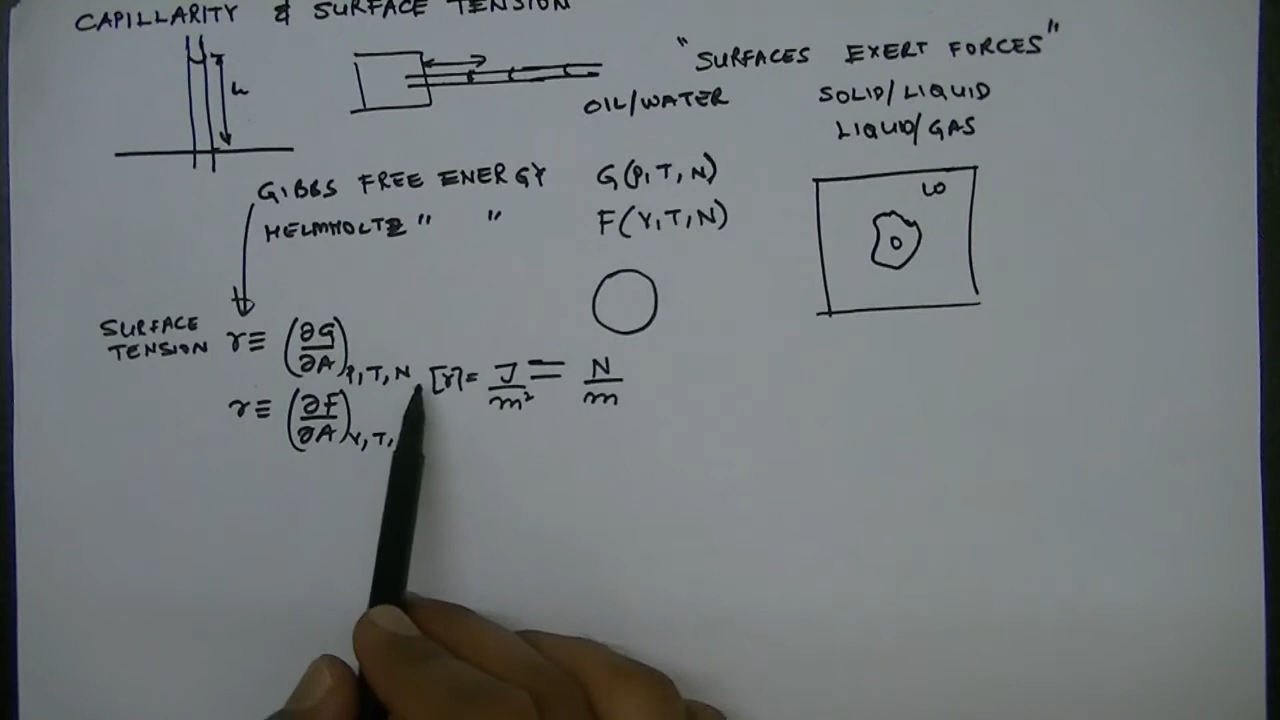 CAPILLARITY & SURFACE TENSION
h
"SURFACES EXERT FORCES"
OIL/WATER
SOLID/LIQUID
LIQUID/GAS
GIBBS FREE ENERGY G(P,T,N)
HELMHOLTZ " " F(V,T,N)
W
O
SURFACE TENSION γ ≡ (∂G/∂A)P,T,N [γ] = J/m² = N/m
γ ≡ (∂F/∂A)V,T,